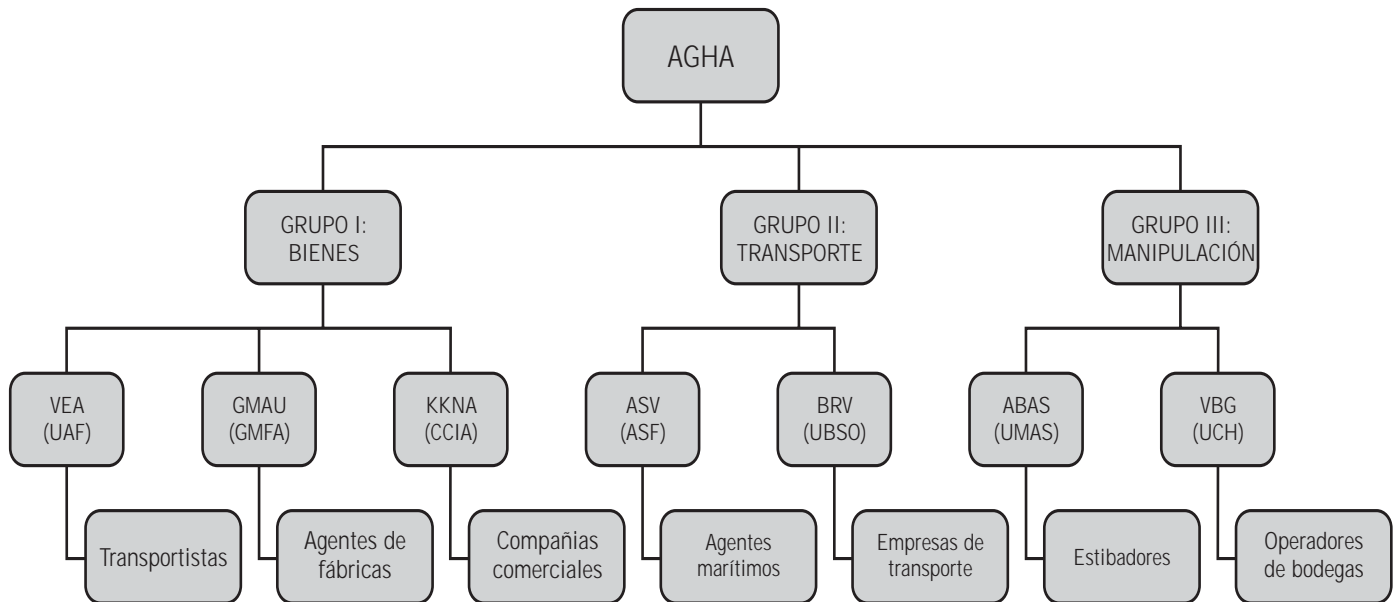 AGHA
GRUPO I:
BIENES
GRUPO II:
TRANSPORTE
GRUPO III:
MANIPULACIÓN
VEA
(UAF)
GMAU
(GMFA)
KKNA
(CCIA)
ASV
(ASF)
BRV
(UBSO)
ABAS
(UMAS)
VBG
(UCH)
Transportistas
Agentes de
fábricas
Compañias
comerciales
Agentes
marítimos
Empresas de
transporte
Estibadores
Operadores
de bodegas